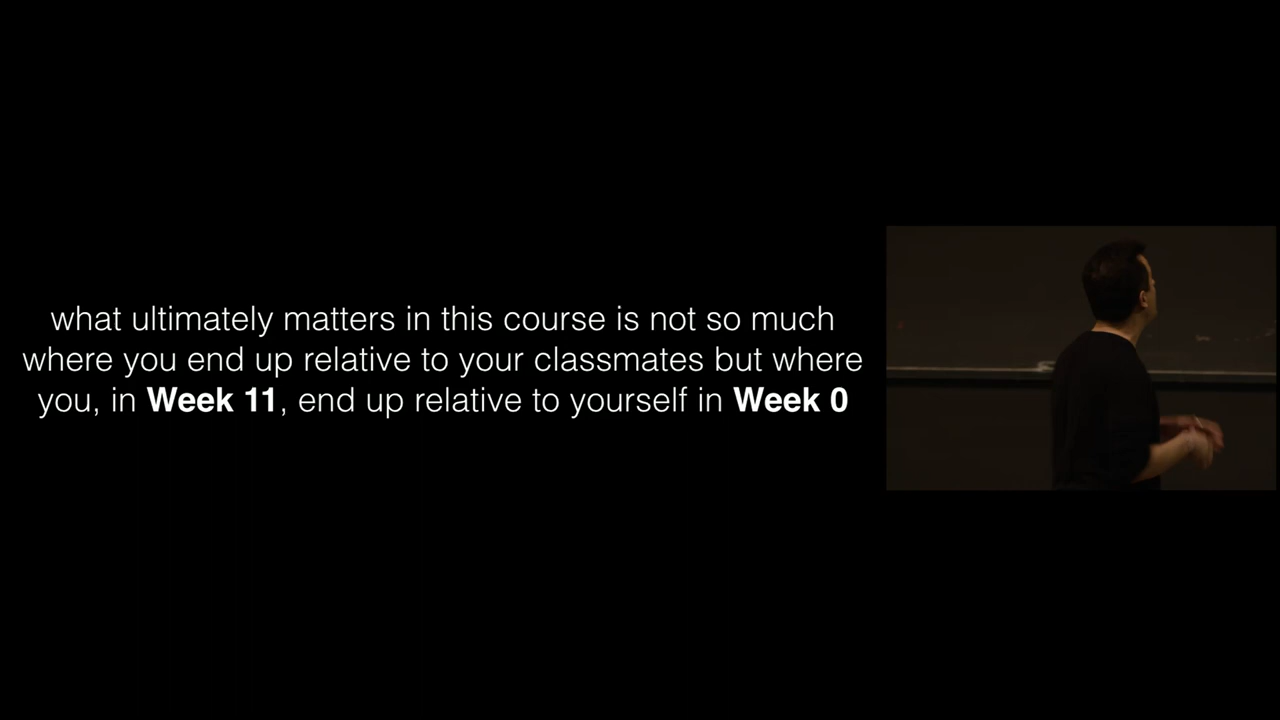 what ultimately matters in this course is not so much
where you end up relative to your classmates but where
you, in Week 11, end up relative to yourself in Week 0